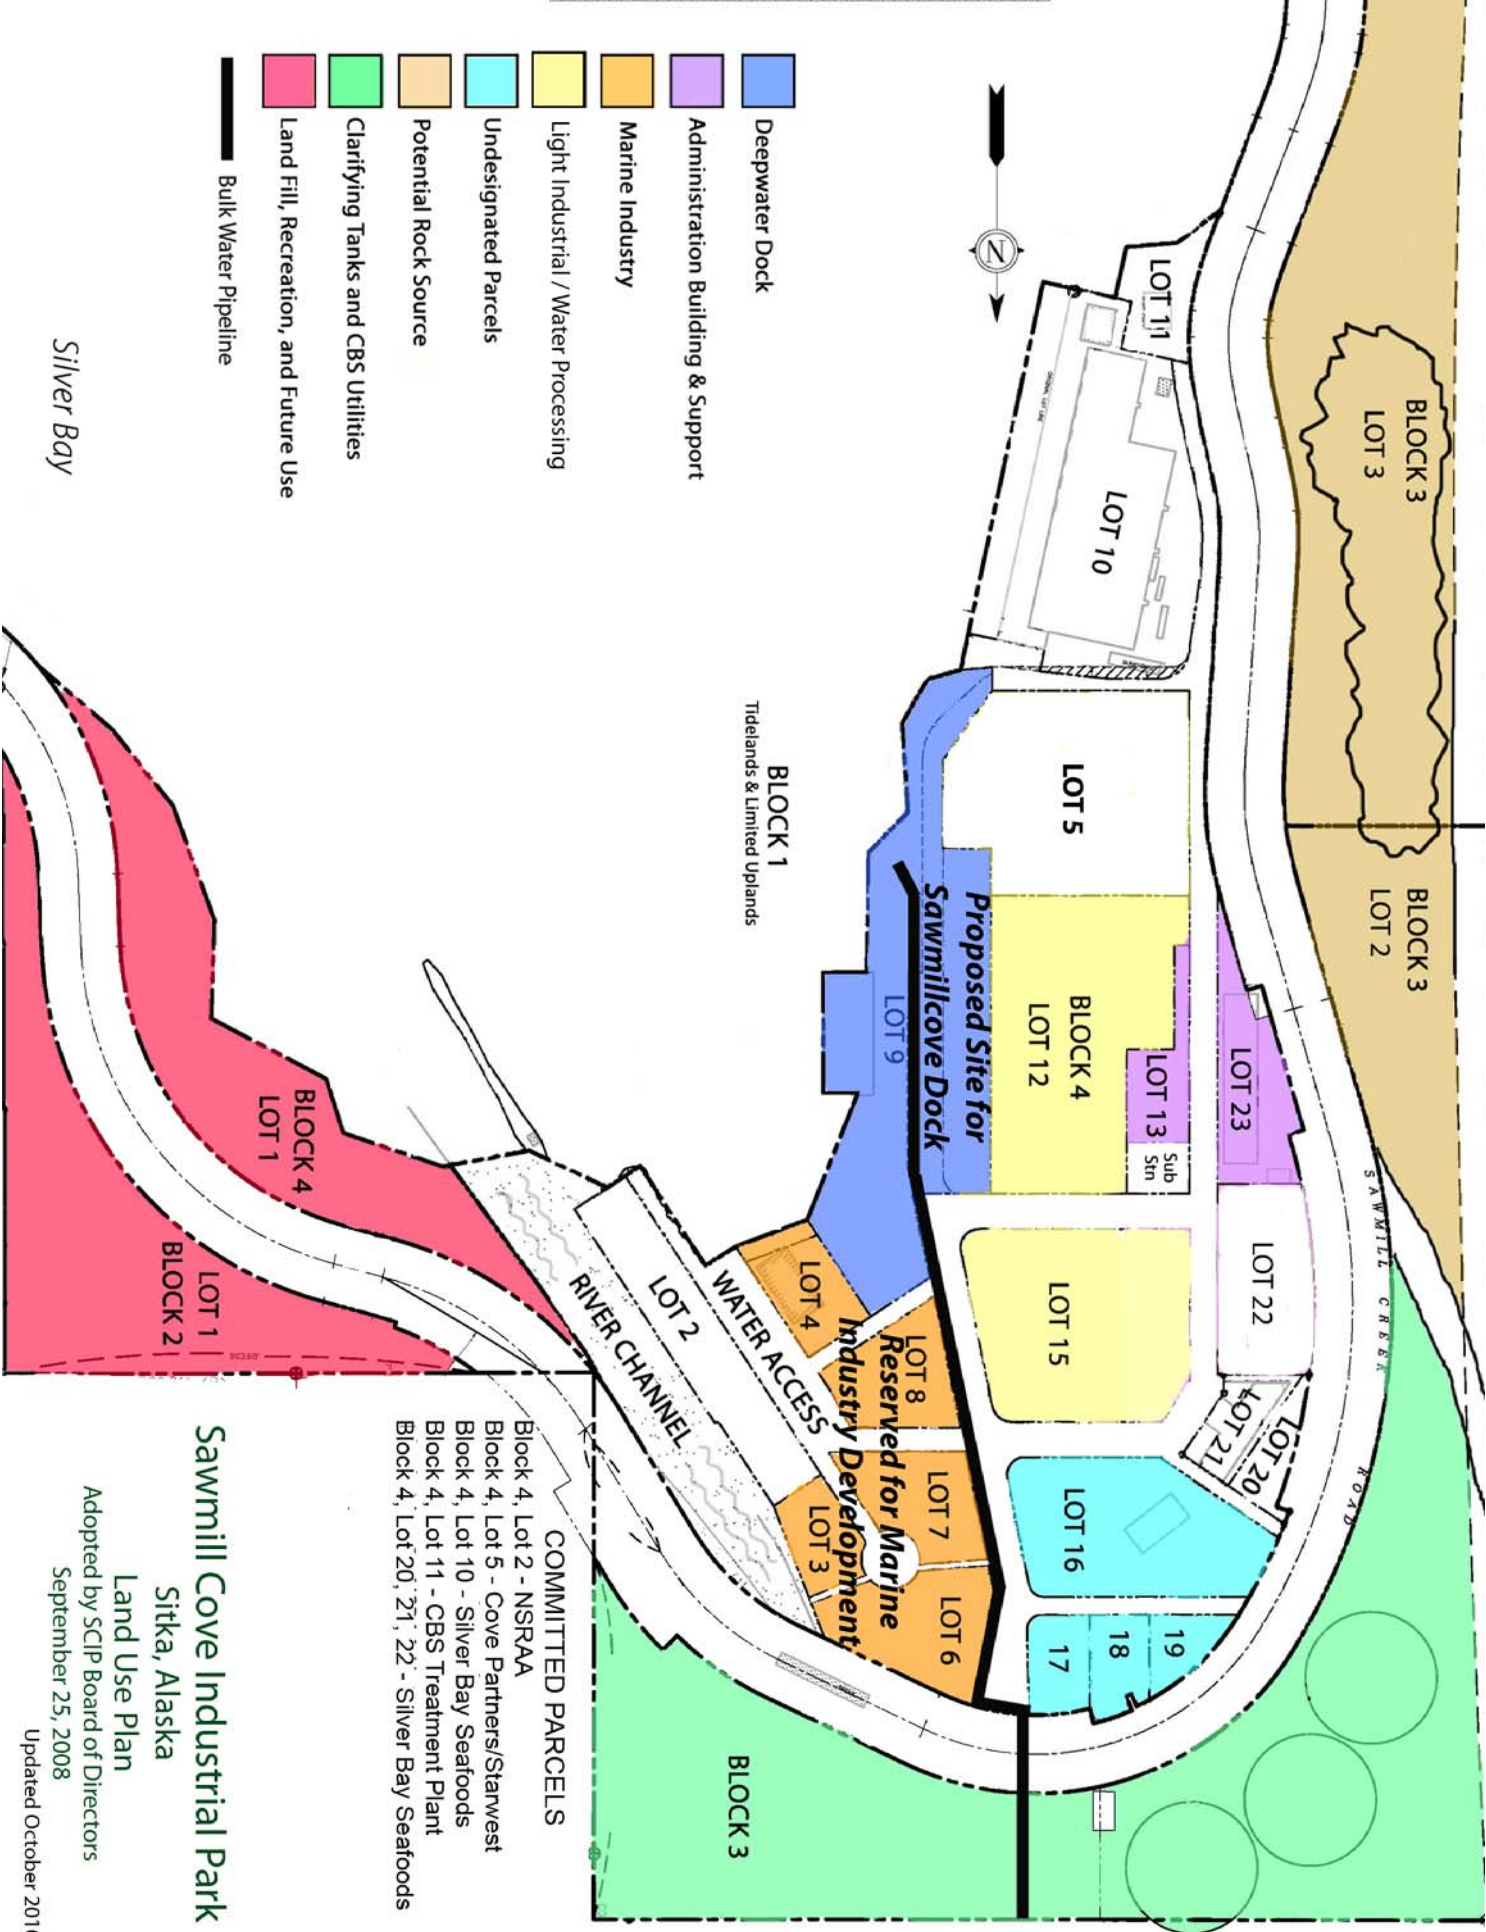 Deepwater Dock
Administration Building & Support
Marine Industry
Light Industrial / Water Processing
Undesignated Parcels
Potential Rock Source
Clarifying Tanks and CBS Utilities
Land Fill, Recreation, and Future Use
Bulk Water Pipeline
Silver Bay
N
BLOCK 3
LOT 3
BLOCK 3
LOT 2
SAWMILL CREEK ROAD
LOT 11
LOT 10
LOT 5
BLOCK 1
Tidelands & Limited Uplands
Proposed Site for
Sawmillcove Dock
LOT 9
BLOCK 4
LOT 12
LOT 13
Sub
Stn
LOT 23
LOT 22
LOT 15
LOT 20
LOT 21
LOT 16
19
18
17
LOT 4
LOT 8
LOT 7
LOT 6
LOT 3
Reserved for Marine
Industry Development
WATER ACCESS
LOT 2
RIVER CHANNEL
BLOCK 4
LOT 1
LOT 1
BLOCK 2
BLOCK 3
COMMITTED PARCELS
Block 4, Lot 2 - NSRAA
Block 4, Lot 5 - Cove Partners/Starwest
Block 4, Lot 10 - Silver Bay Seafoods
Block 4, Lot 11 - CBS Treatment Plant
Block 4, Lot 20, 21, 22 - Silver Bay Seafoods
Sawmill Cove Industrial Park
Sitka, Alaska
Land Use Plan
Adopted by SCIP Board of Directors
September 25, 2008
Updated October 2010